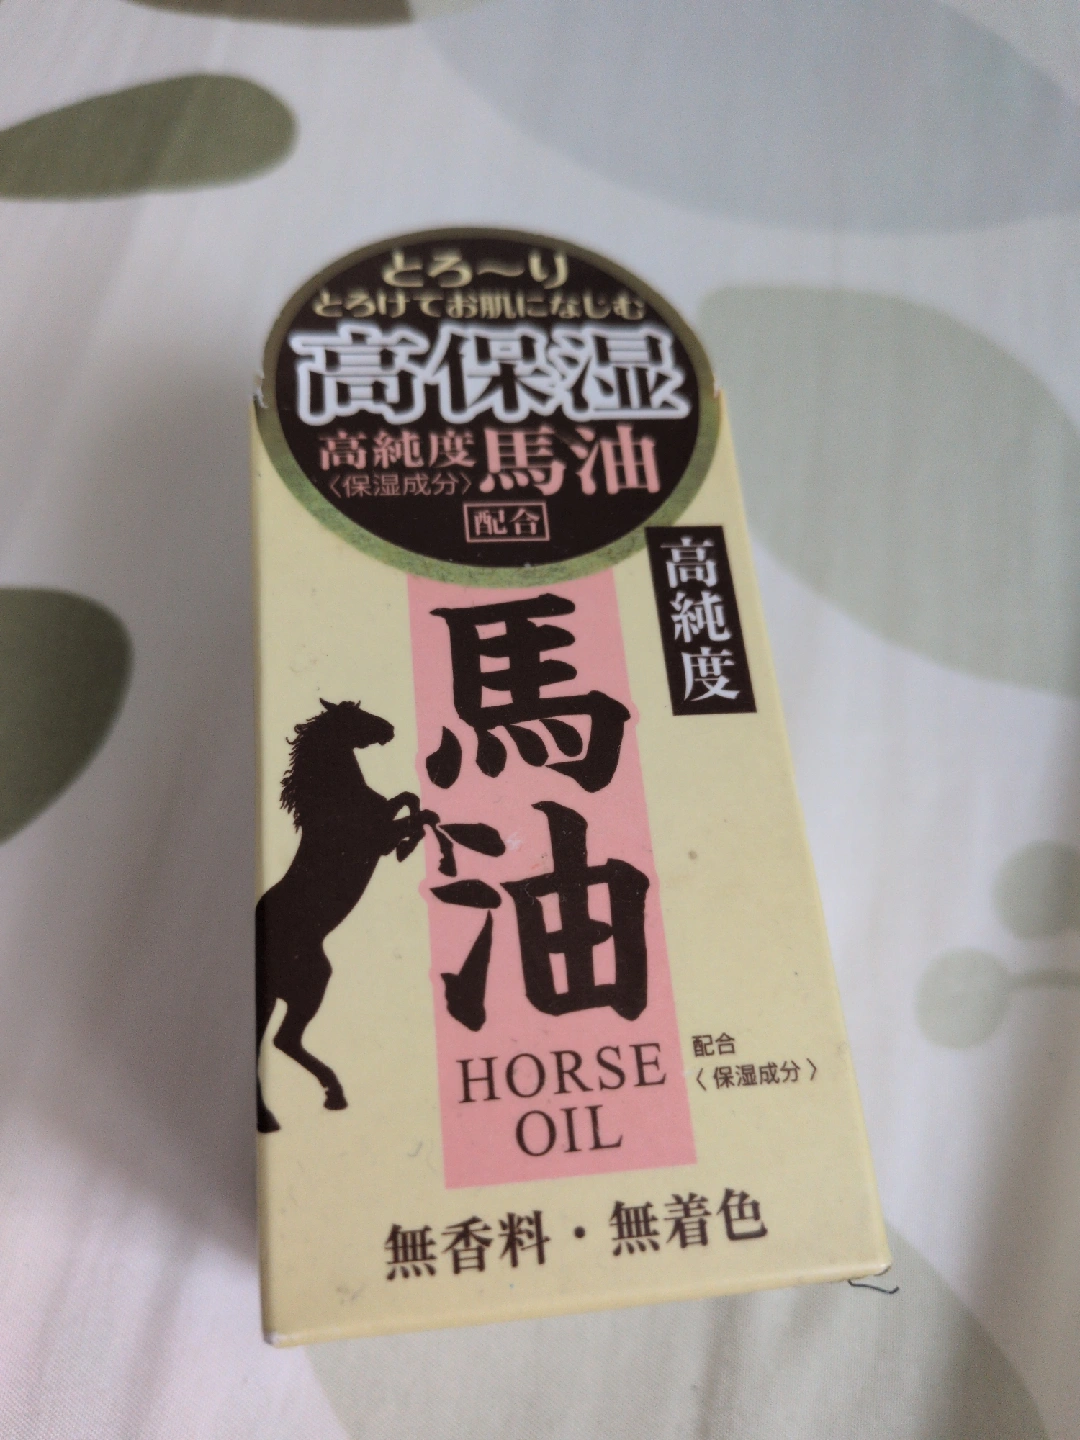 とろ〜り
とろけてお肌になじむ
高保湿
高純度馬油
〈保湿成分〉
配合
高純度
馬油
HORSE
OIL
配合
〈保湿成分〉
無香料・無着色